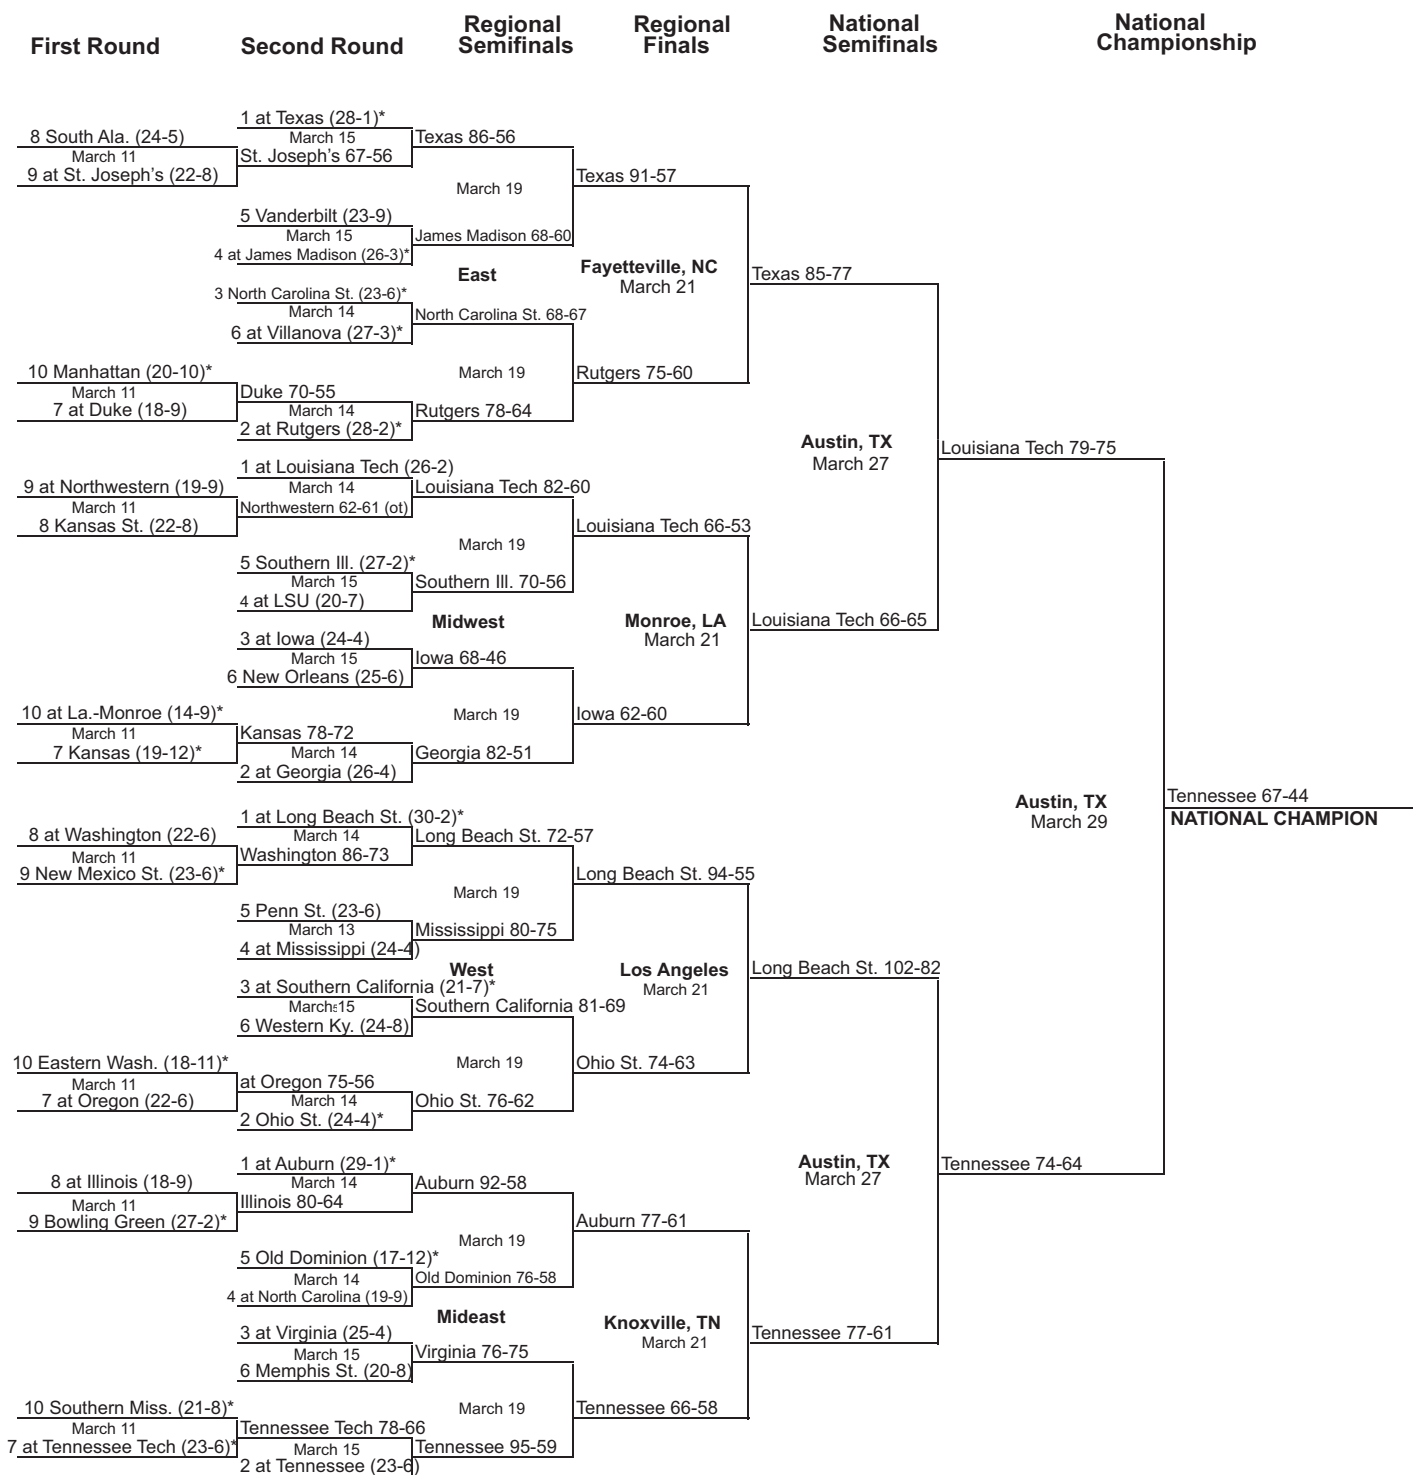 First Round
Second Round
Regional
Semifinals
Regional
Finals
National
Semifinals
National
Championship
1 at Texas (28-1)*
8 South Ala. (24-5)
March 15
Texas 86-56
March 11
St. Joseph's 67-56
9 at St. Joseph's (22-8)
March 19
Texas 91-57
5 Vanderbilt (23-9)
March 15
James Madison 68-60
4 at James Madison (26-3)*
East
Fayetteville, NC
March 21
Texas 85-77
3 North Carolina St. (23-6)*
March 14
North Carolina St. 68-67
6 at Villanova (27-3)*
10 Manhattan (20-10)*
March 19
Rutgers 75-60
March 11
Duke 70-55
7 at Duke (18-9)
March 14
Rutgers 78-64
2 at Rutgers (28-2)*
Austin, TX
March 27
Louisiana Tech 79-75
1 at Louisiana Tech (26-2)
9 at Northwestern (19-9)
March 14
Louisiana Tech 82-60
March 11
Northwestern 62-61 (ot)
8 Kansas St. (22-8)
Louisiana Tech 66-53
March 19
5 Southern Ill. (27-2)*
March 15
Southern Ill. 70-56
4 at LSU (20-7)
Midwest
Monroe, LA
March 21
Louisiana Tech 66-65
3 at Iowa (24-4)
March 15
Iowa 68-46
6 New Orleans (25-6)
10 at La.-Monroe (14-9)*
March 19
Iowa 62-60
March 11
Kansas 78-72
7 Kansas (19-12)*
March 14
Georgia 82-51
2 at Georgia (26-4)
Austin, TX
March 29
Tennessee 67-44
NATIONAL CHAMPION
1 at Long Beach St. (30-2)*
8 at Washington (22-6)
March 14
Long Beach St. 72-57
March 11
Washington 86-73
9 New Mexico St. (23-6)*
Long Beach St. 94-55
March 19
5 Penn St. (23-6)
March 13
Mississippi 80-75
4 at Mississippi (24-4)
West
Los Angeles
March 21
Long Beach St. 102-82
3 at Southern California (21-7)*
March 15
Southern California 81-69
6 Western Ky. (24-8)
10 Eastern Wash. (18-11)*
March 19
Ohio St. 74-63
March 11
at Oregon 75-56
7 at Oregon (22-6)
March 14
Ohio St. 76-62
2 Ohio St. (24-4)*
Austin, TX
March 27
Tennessee 74-64
1 at Auburn (29-1)*
8 at Illinois (18-9)
March 14
Auburn 92-58
March 11
Illinois 80-64
9 Bowling Green (27-2)*
Auburn 77-61
March 19
5 Old Dominion (17-12)*
March 14
Old Dominion 76-58
4 at North Carolina (19-9)
Mideast
Knoxville, TN
March 21
Tennessee 77-61
3 at Virginia (25-4)
March 15
Virginia 76-75
6 Memphis St. (20-8)
10 Southern Miss. (21-8)*
March 19
Tennessee 66-58
March 11
Tennessee Tech 78-66
7 at Tennessee Tech (23-6)*
March 15
Tennessee 95-59
2 at Tennessee (23-6)